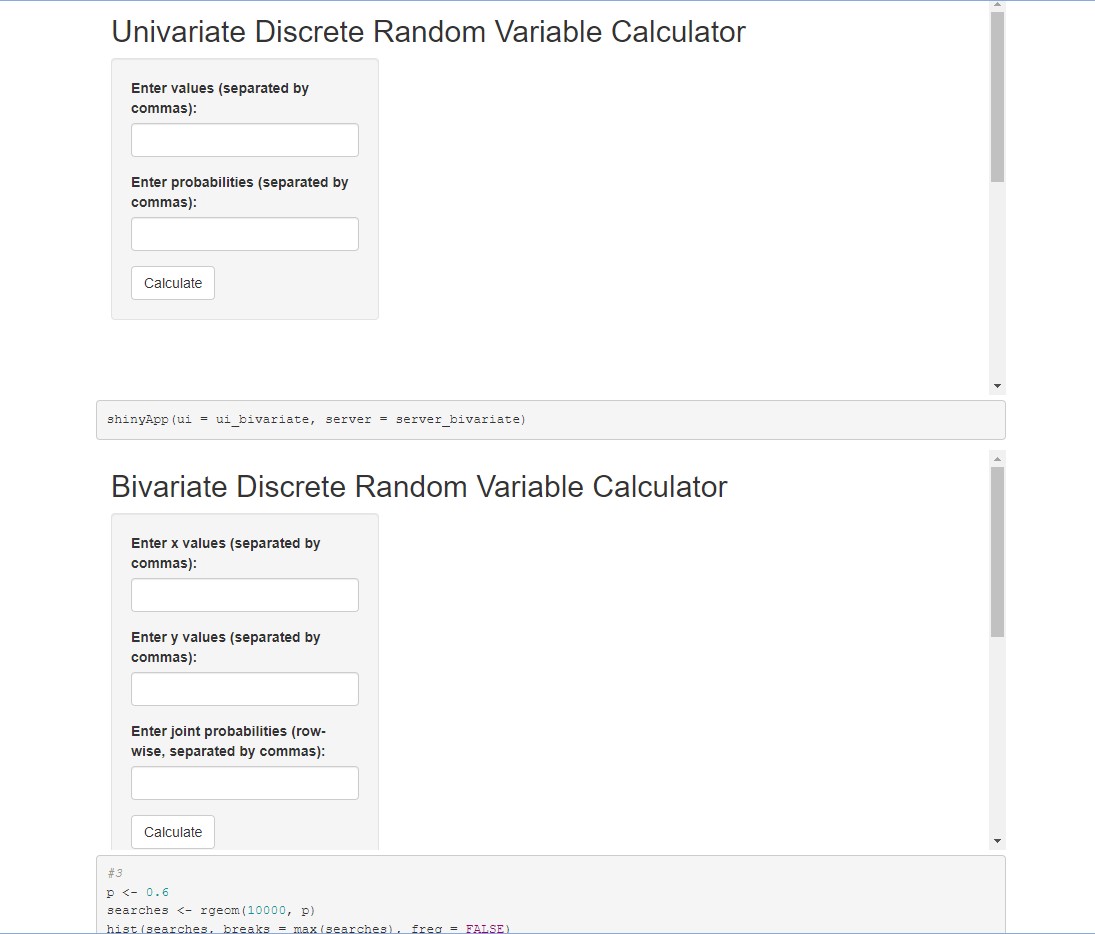 Univariate Discrete Random Variable Calculator
Enter values (separated by
commas):
Enter probabilities (separated by
commas):
Calculate
shinyApp(ui = ui_bivariate, server = server_bivariate)
Bivariate Discrete Random Variable Calculator
Enter x values (separated by
commas):
Enter y values (separated by
commas):
Enter joint probabilities (row-
wise, separated by commas):
Calculate
#3
p <- 0.6
searches <- rgeom(10000, p)
hist(searches, breaks = max(searches), freq = FALSE)